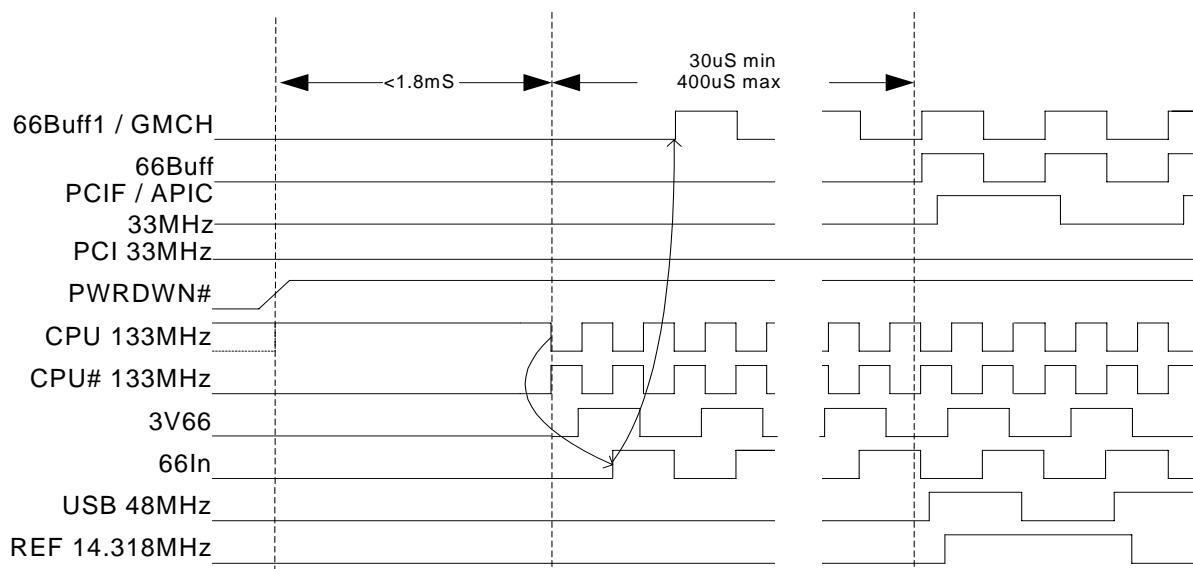 30uS min
<1.8mS
400uS max
66Buff1 / GMCH
66Buff
PCIF / APIC
33MHz
PCI 33MHz
PWRDWN#
CPU 133MHz
CPU# 133MHz
3V66
66In
USB 48MHz
REF 14.318MHz